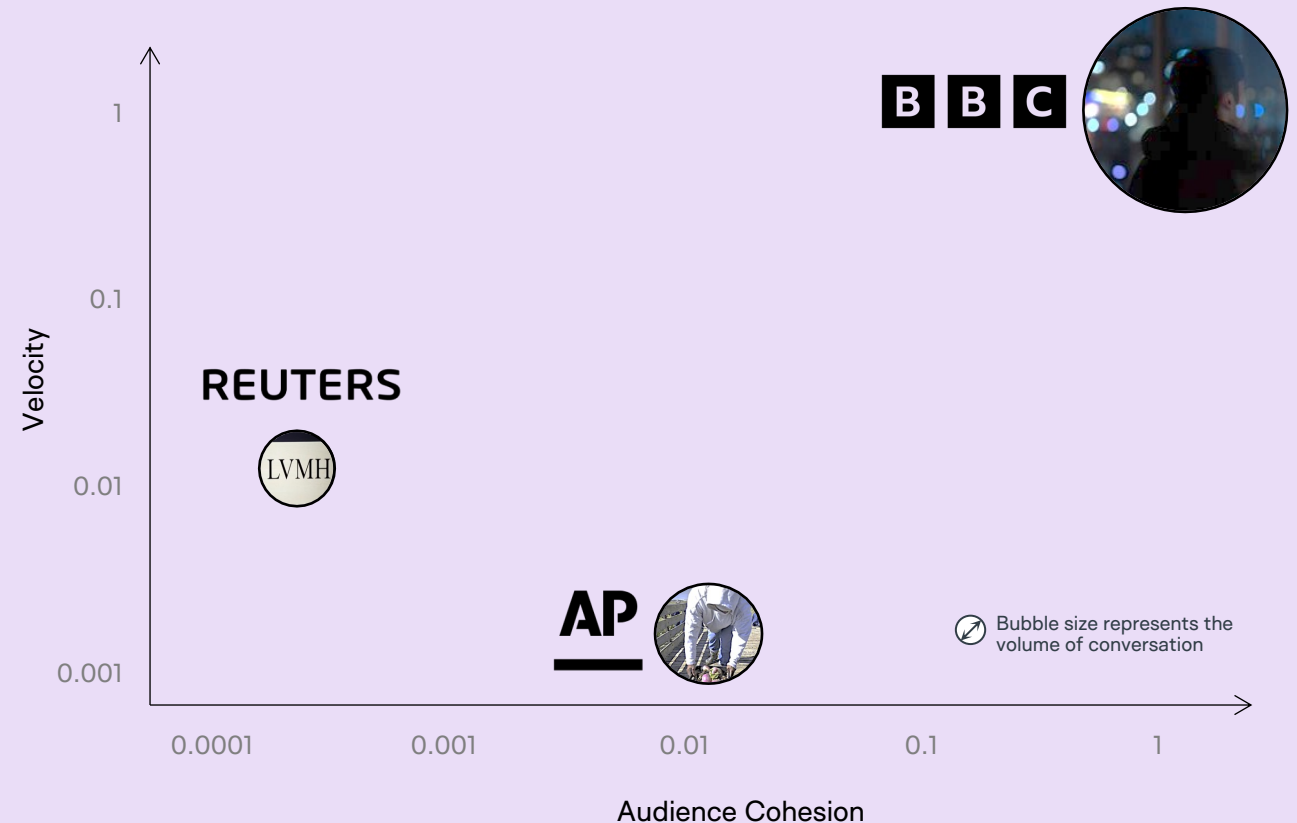 1
B B C
0.1
Velocity
REUTERS
LVMH
0.01
AP
Bubble size represents the
volume of conversation
0.001
0.0001 0.001 0.01 0.1 1
Audience Cohesion